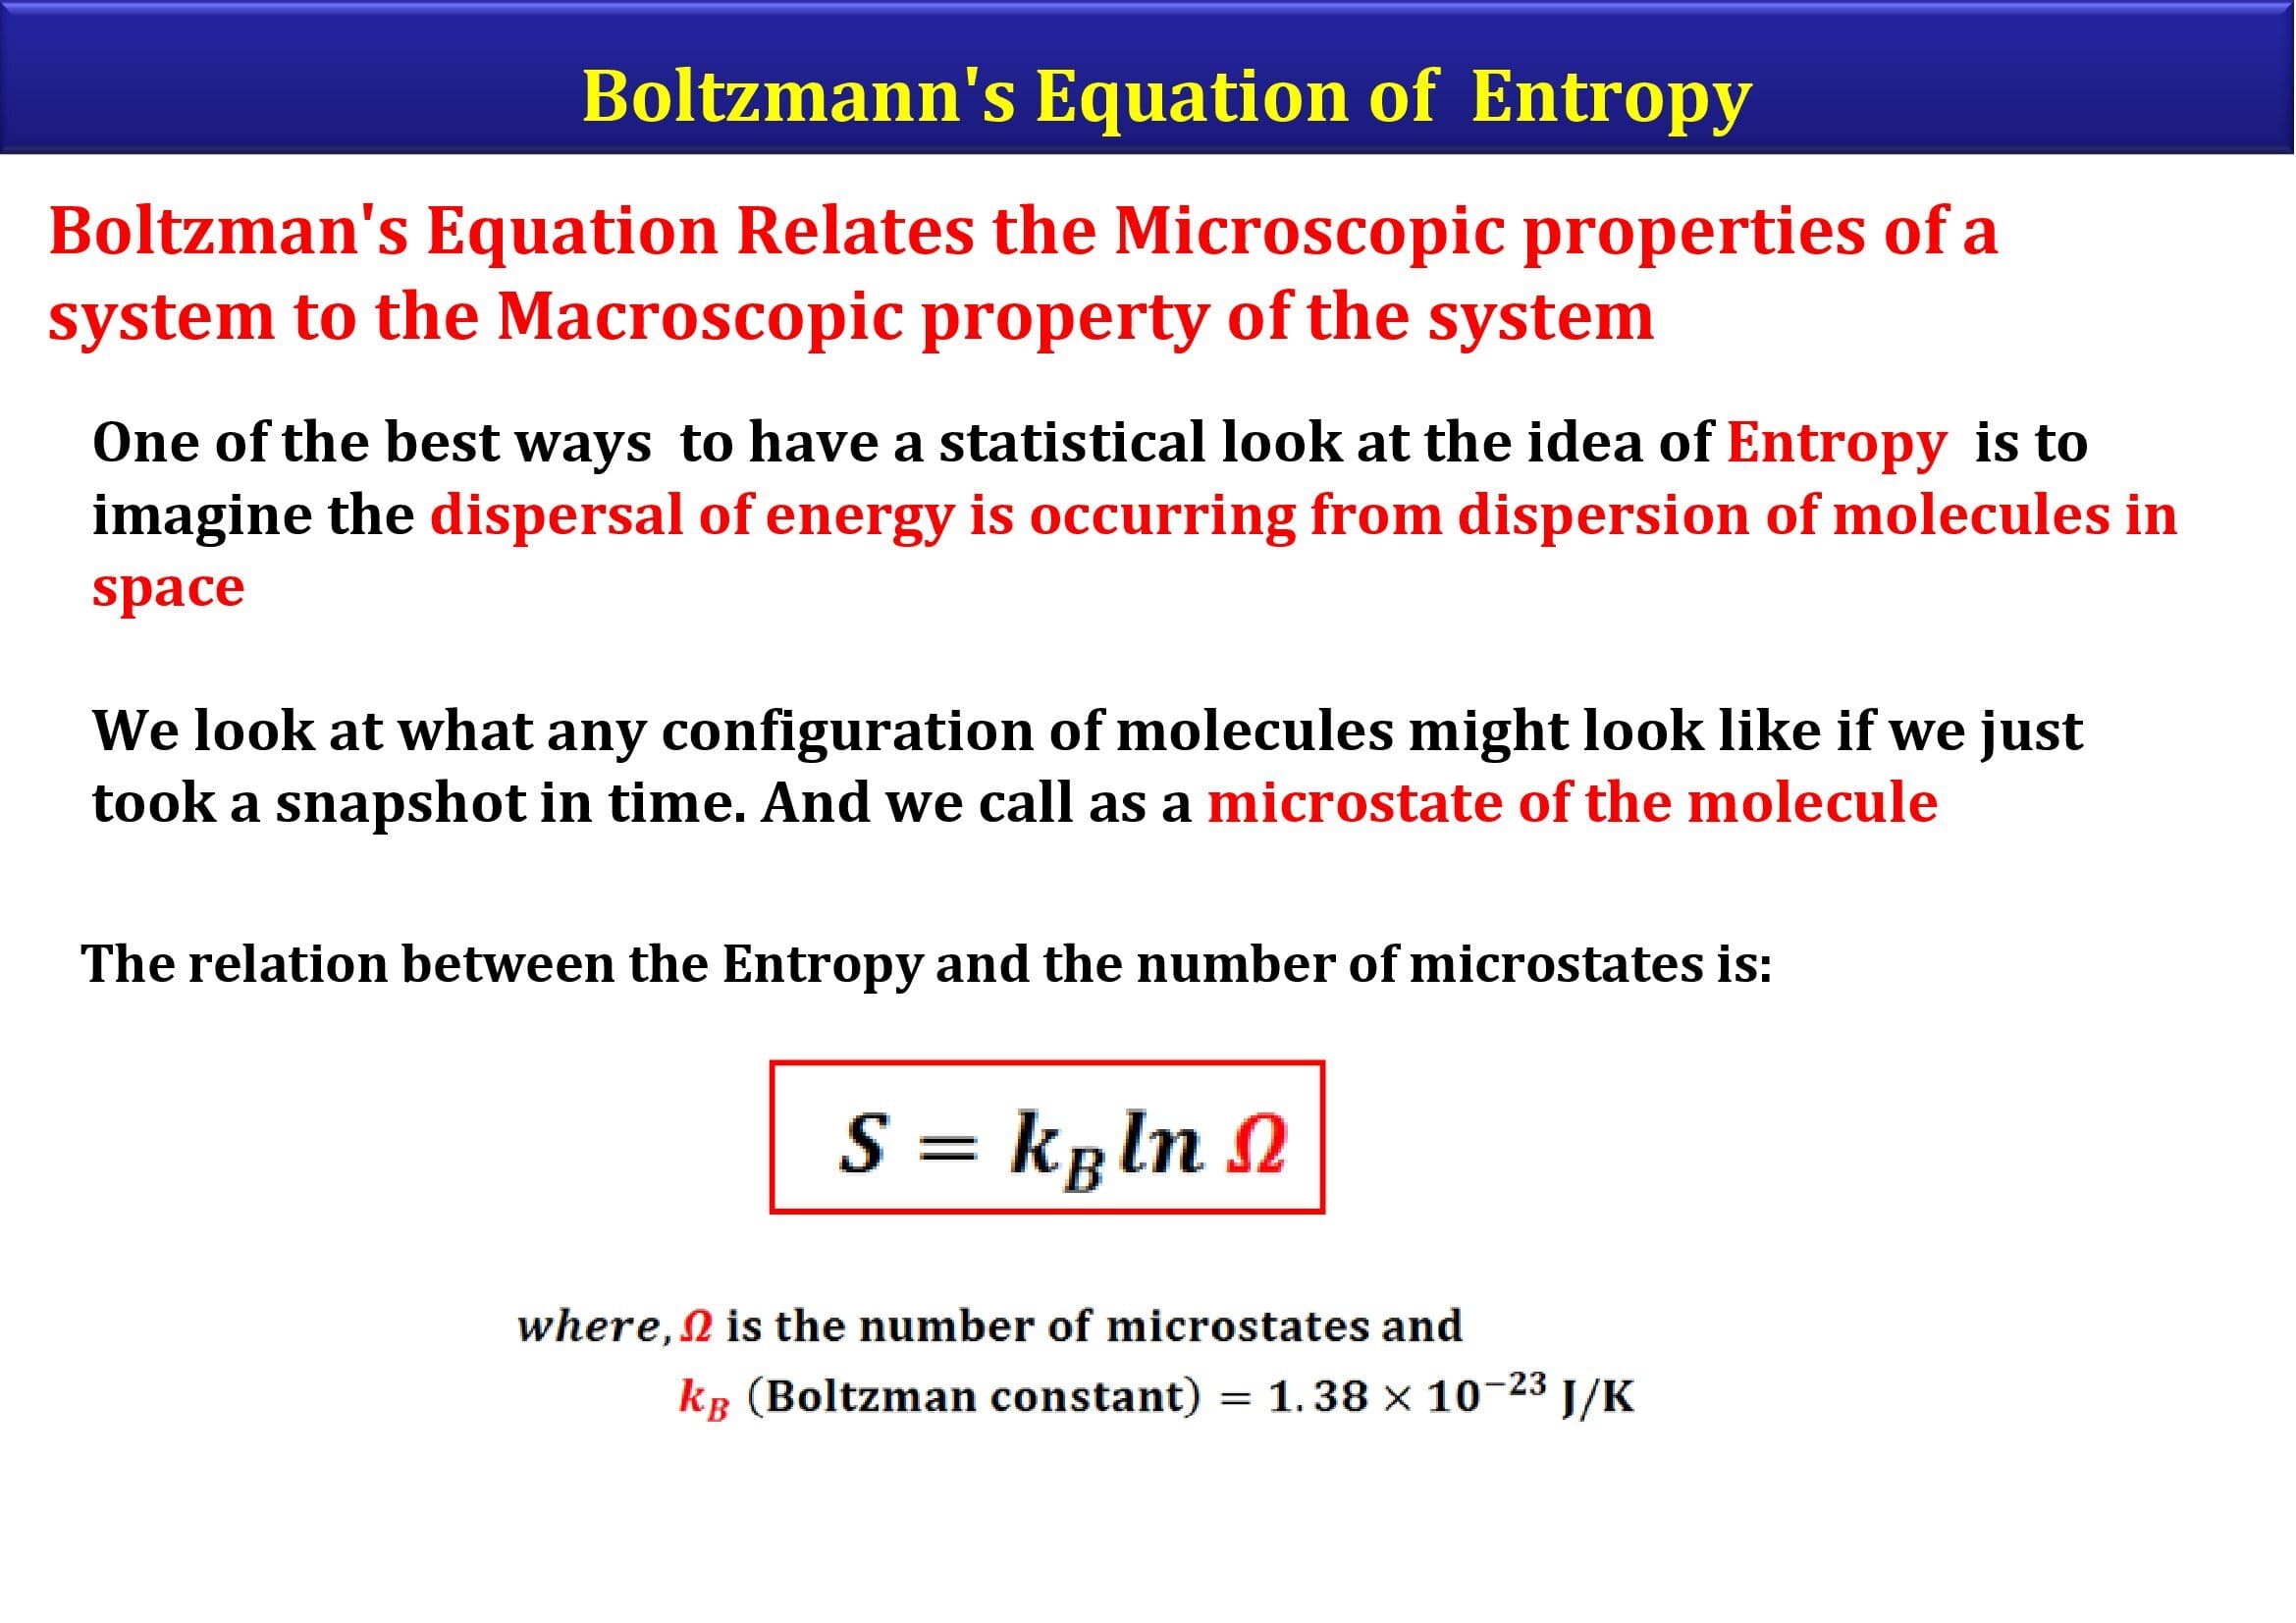 Boltzmann's Equation of Entropy
Boltzman's Equation Relates the Microscopic properties of a
system to the Macroscopic property of the system
One of the best ways to have a statistical look at the idea of Entropy is to
imagine the dispersal of energy is occurring from dispersion of molecules in
space
We look at what any configuration of molecules might look like if we just
took a snapshot in time. And we call as a microstate of the molecule
The relation between the Entropy and the number of microstates is:
S = k_B ln Ω
where, Ω is the number of microstates and
k_B (Boltzman constant) = 1.38 × 10⁻²³ J/K